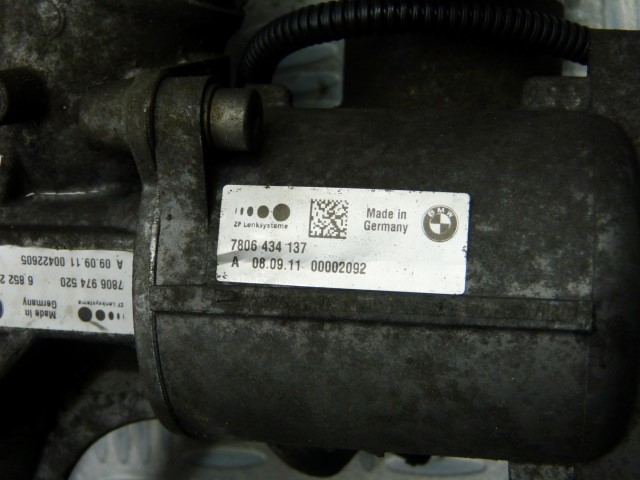 ZF Lenksysteme
Made in
Germany
BMW
7806 434 137
A 08.09.11 00002092
ZF Lenksysteme
Made in
Germany
7806 974 520
6 852 2
A 09.09.11 00422605